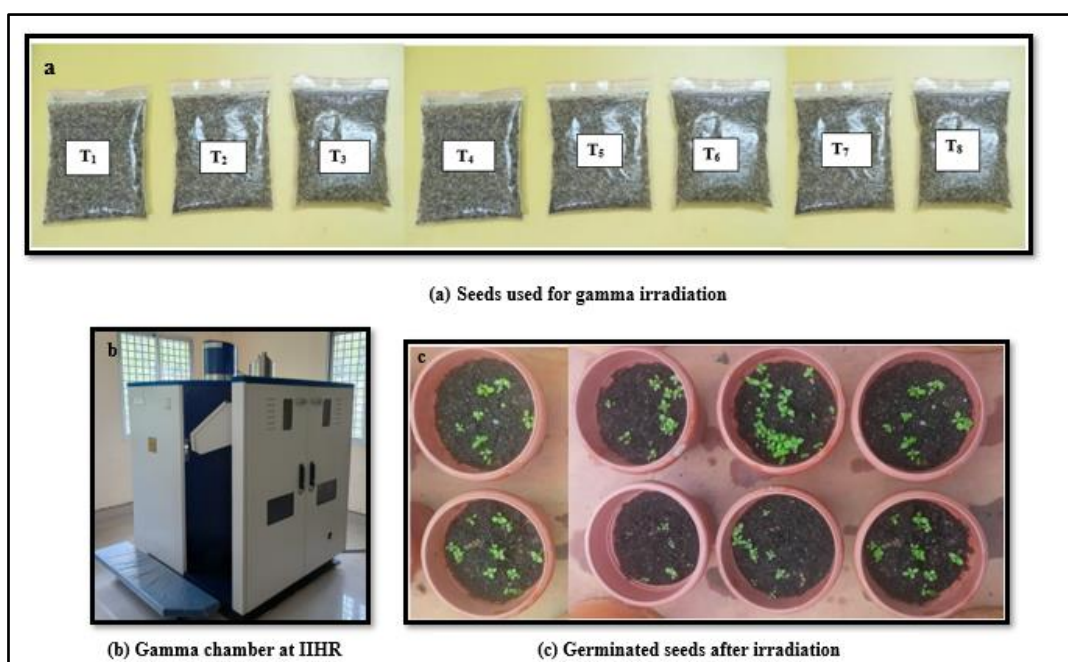 a
T₁ T₂ T₃ T₄ T₅ T₆ T₇ T₈
(a) Seeds used for gamma irradiation
b
c
(b) Gamma chamber at IIHR
(c) Germinated seeds after irradiation